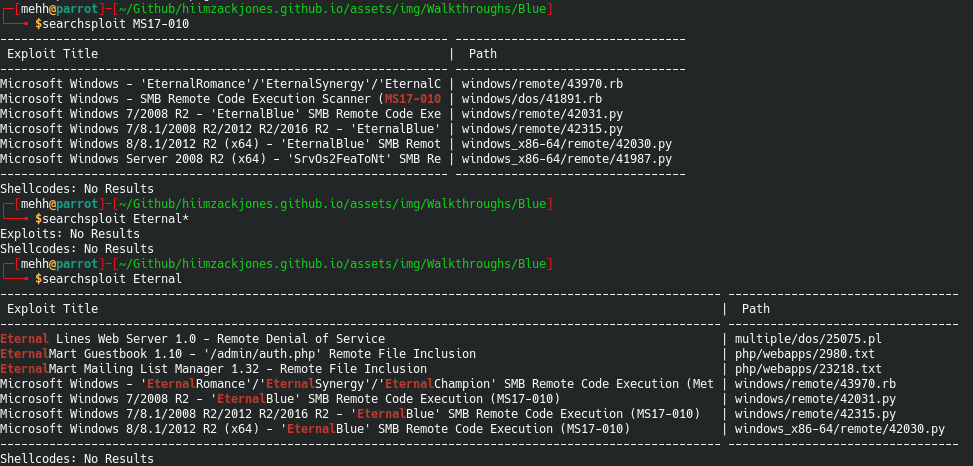 ┌─[mehh@parrot]─[~/Github/hiimzackjones.github.io/assets/img/Walkthroughs/Blue]
└──╼ $searchsploit MS17-010
---------------------------------------------------------------- ---------------------------------
Exploit Title | Path
---------------------------------------------------------------- ---------------------------------
Microsoft Windows - 'EternalRomance'/'EternalSynergy'/'EternalC | windows/remote/43970.rb
Microsoft Windows - SMB Remote Code Execution Scanner (MS17-010 | windows/dos/41891.rb
Microsoft Windows 7/2008 R2 - 'EternalBlue' SMB Remote Code Exe | windows/remote/42031.py
Microsoft Windows 7/8.1/2008 R2/2012 R2/2016 R2 - 'EternalBlue' | windows/remote/42315.py
Microsoft Windows 8/8.1/2012 R2 (x64) - 'EternalBlue' SMB Remot | windows_x86-64/remote/42030.py
Microsoft Windows Server 2008 R2 (x64) - 'SrvOs2FeaToNt' SMB Re | windows_x86-64/remote/41987.py
---------------------------------------------------------------- ---------------------------------
Shellcodes: No Results
┌─[mehh@parrot]─[~/Github/hiimzackjones.github.io/assets/img/Walkthroughs/Blue]
└──╼ $searchsploit Eternal*
Exploits: No Results
Shellcodes: No Results
┌─[mehh@parrot]─[~/Github/hiimzackjones.github.io/assets/img/Walkthroughs/Blue]
└──╼ $searchsploit Eternal
------------------------------------------------------------------------------------------------------- ---------------------------------
Exploit Title | Path
------------------------------------------------------------------------------------------------------- ---------------------------------
Eternal Lines Web Server 1.0 - Remote Denial of Service | multiple/dos/25075.pl
EternalMart Guestbook 1.10 - '/admin/auth.php' Remote File Inclusion | php/webapps/2980.txt
EternalMart Mailing List Manager 1.32 - Remote File Inclusion | php/webapps/23218.txt
Microsoft Windows - 'EternalRomance'/'EternalSynergy'/'EternalChampion' SMB Remote Code Execution (Met | windows/remote/43970.rb
Microsoft Windows 7/2008 R2 - 'EternalBlue' SMB Remote Code Execution (MS17-010) | windows/remote/42031.py
Microsoft Windows 7/8.1/2008 R2/2012 R2/2016 R2 - 'EternalBlue' SMB Remote Code Execution (MS17-010) | windows/remote/42315.py
Microsoft Windows 8/8.1/2012 R2 (x64) - 'EternalBlue' SMB Remote Code Execution (MS17-010) | windows_x86-64/remote/42030.py
------------------------------------------------------------------------------------------------------- ---------------------------------
Shellcodes: No Results